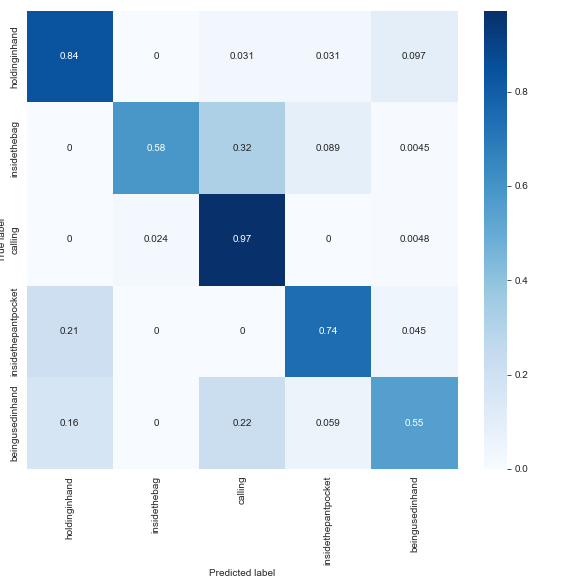 holdinginhand
0.84 0 0.031 0.031 0.097
insidethebag
0 0.58 0.32 0.089 0.0045
True label
calling
0 0.024 0.97 0 0.0048
insidethepantpocket
0.21 0 0 0.74 0.045
beingusedinhand
0.16 0 0.22 0.059 0.55
holdinginhand
insidethebag
calling
insidethepantpocket
beingusedinhand
Predicted label
0.8
0.6
0.4
0.2
0.0